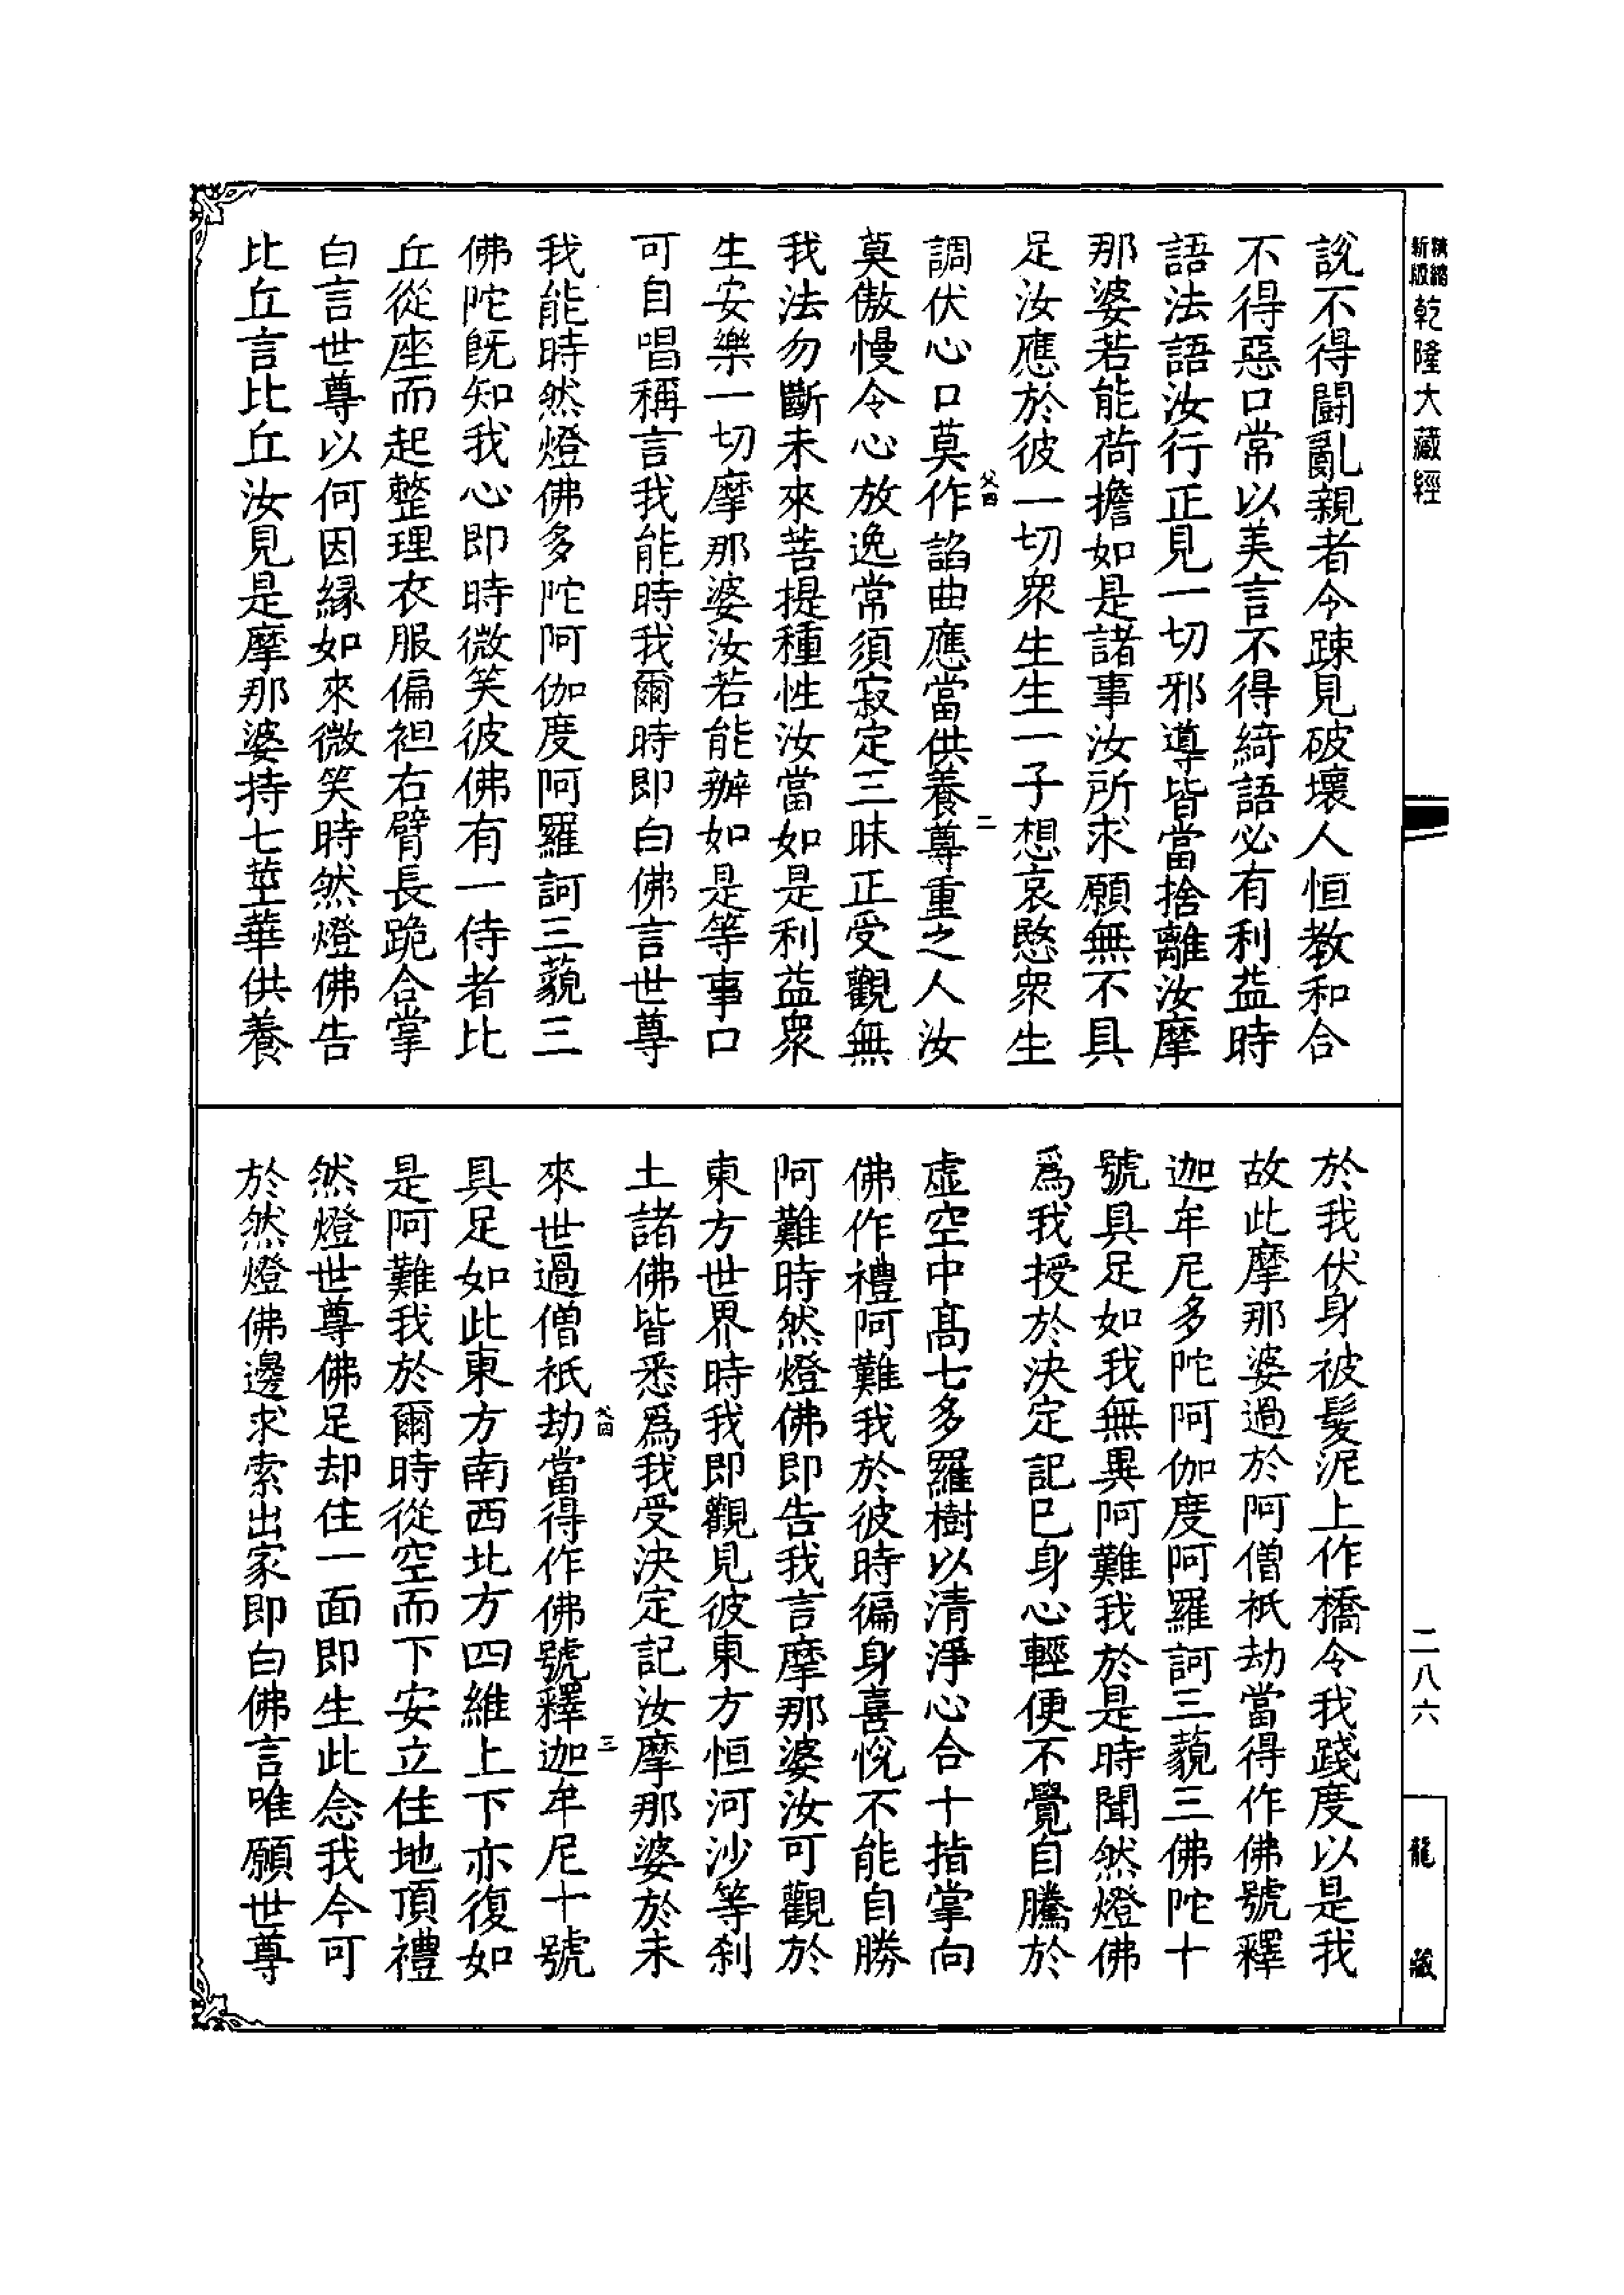 精縮
新版
乾隆大藏經
說不得鬪亂親者令踈見破壞人恒教和合
不得惡口常以美言不得綺語必有利益時
語法語汝行正見一切邪導皆當捨離汝摩
那婆若能荷擔如是諸事汝所求願無不具
足汝應於彼一切衆生生一子想哀愍衆生
父四
二
調伏心口莫作諂曲應當供養尊重之人汝
莫傲慢令心放逸常須寂定三昧正受觀無
我法勿斷未來菩提種性汝當如是利益衆
生安樂一切摩那婆汝若能辦如是等事口
可自唱稱言我能時我爾時即白佛言世尊
我能時然燈佛多陀阿伽度阿羅訶三藐三
佛陀旣知我心即時微笑彼佛有一侍者比
丘從座而起整理衣服偏袒右臂長跪合掌
白言世尊以何因縁如來微笑時然燈佛告
比丘言比丘汝見是摩那婆持七莖華供養
於我伏身被髮泥上作橋令我踐度以是我
故此摩那婆過於阿僧祇劫當得作佛號釋
迦牟尼多陀阿伽度阿羅訶三藐三佛陀十
號具足如我無異阿難我於是時聞然燈佛
爲我授於決定記已身心輕便不覺自騰於
虛空中髙七多羅樹以清淨心合十指掌向
佛作禮阿難我於彼時徧身喜悅不能自勝
阿難時然燈佛即告我言摩那婆汝可觀於
東方世界時我即觀見彼東方恒河沙等刹
土諸佛皆悉爲我受決定記汝摩那婆於未
父四
三
來世過僧祇劫當得作佛號釋迦牟尼十號
具足如此東方南西北方四維上下亦復如
是阿難我於爾時從空而下安立住地頂禮
然燈世尊佛足却住一面即生此念我今可
於然燈佛邊求索出家即白佛言唯願世尊
二八六
龍藏